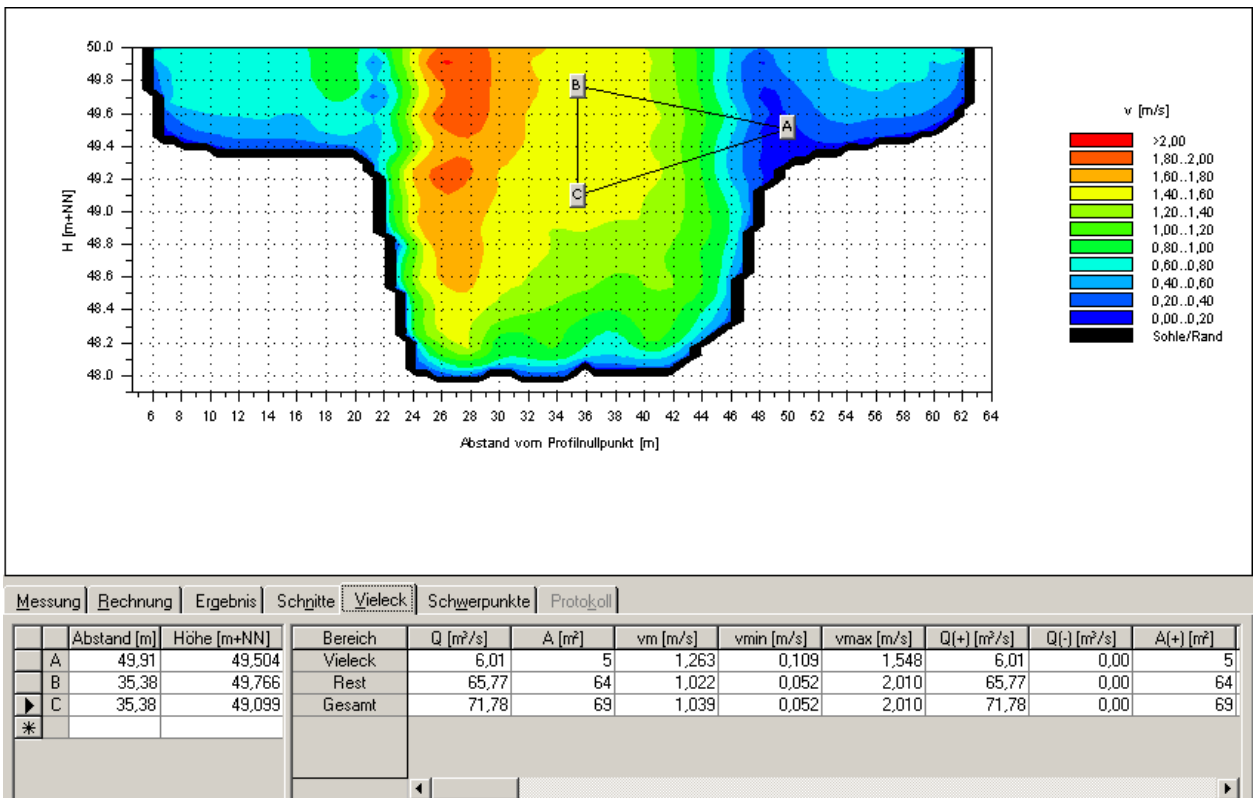 50.0
49.8
49.6
49.4
49.2
49.0
48.8
48.6
48.4
48.2
48.0
H [m+NN]
B
A
C
6 8 10 12 14 16 18 20 22 24 26 28 30 32 34 36 38 40 42 44 46 48 50 52 54 56 58 60 62 64
Abstand vom Profilnullpunkt [m]
v [m/s]
>2,00
1,80..2,00
1,60..1,80
1,40..1,60
1,20..1,40
1,00..1,20
0,80..1,00
0,60..0,80
0,40..0,60
0,20..0,40
0,00..0,20
Sohle/Rand
Messung Rechnung Ergebnis Schnitte Vieleck Schwerpunkte Protokoll
Abstand [m] Höhe [m+NN]
A 49,91 49,504
B 35,38 49,766
C 35,38 49,099
Bereich Q [m³/s] A [m²] vm [m/s] vmin [m/s] vmax [m/s] Q(+) [m³/s] Q(-) [m³/s] A(+) [m²]
Vieleck 6,01 5 1,263 0,109 1,548 6,01 0,00 5
Rest 65,77 64 1,022 0,052 2,010 65,77 0,00 64
Gesamt 71,78 69 1,039 0,052 2,010 71,78 0,00 69